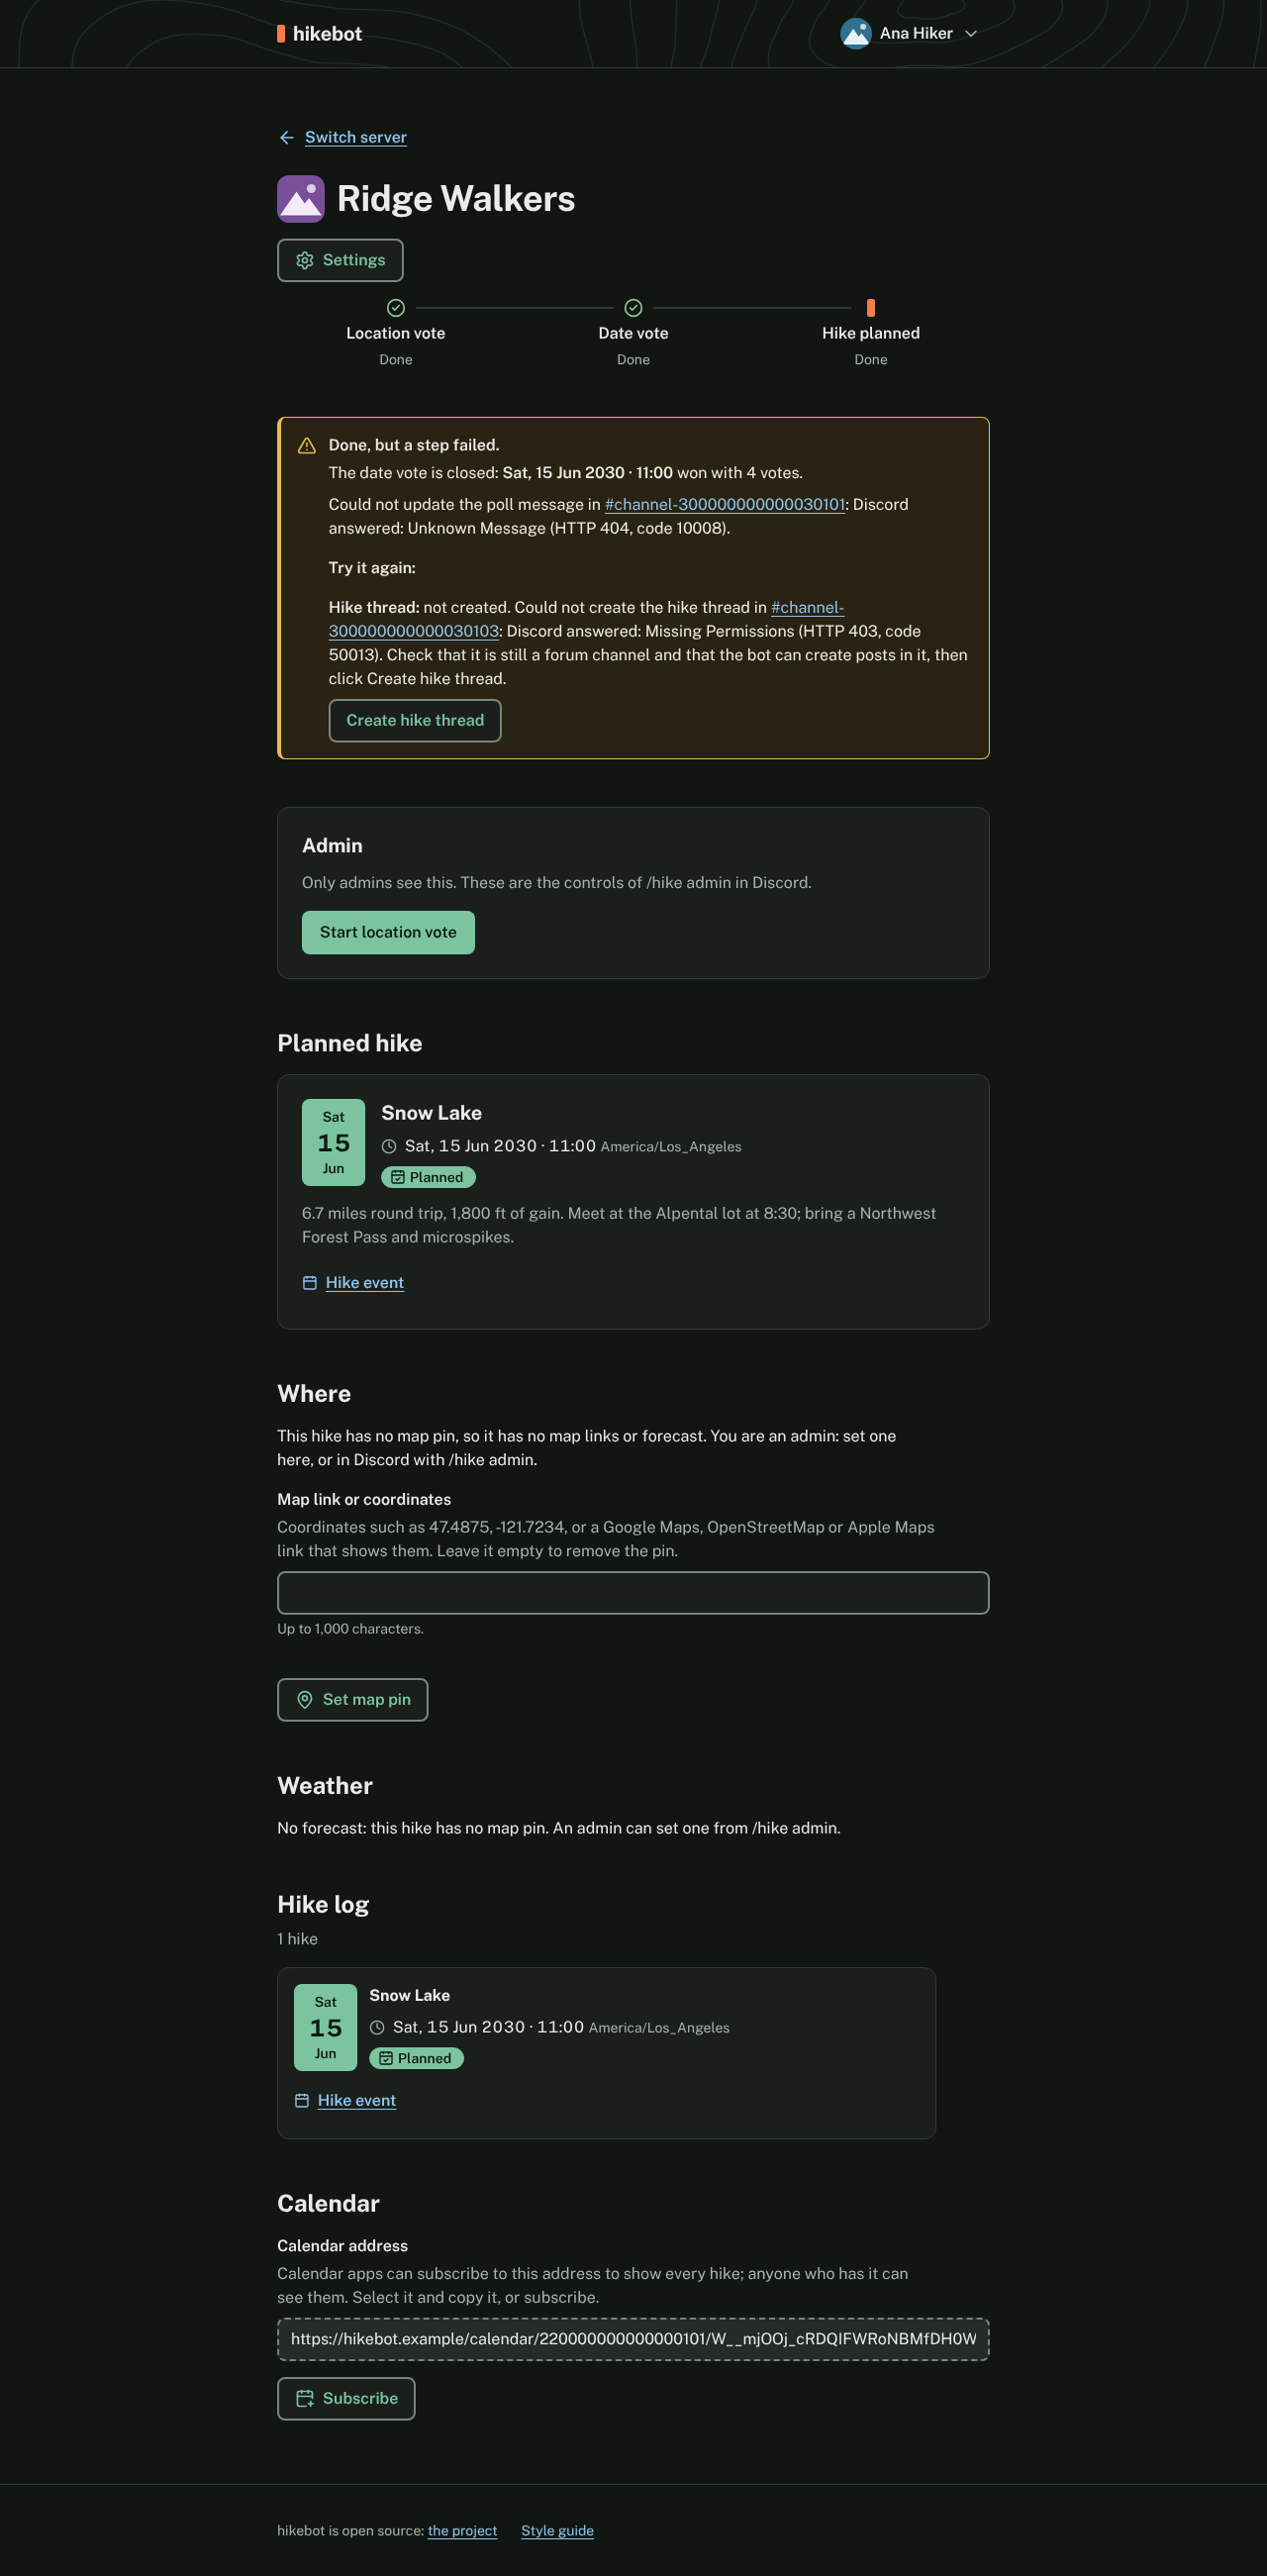 hikebot
Ana Hiker
Switch server
Ridge Walkers
Settings
Location vote
Done
Date vote
Done
Hike planned
Done
Done, but a step failed.
The date vote is closed: Sat, 15 Jun 2030 · 11:00 won with 4 votes.
Could not update the poll message in #channel-300000000000030101: Discord
answered: Unknown Message (HTTP 404, code 10008).
Try it again:
Hike thread: not created. Could not create the hike thread in #channel-
300000000000030103: Discord answered: Missing Permissions (HTTP 403, code
50013). Check that it is still a forum channel and that the bot can create posts in it, then
click Create hike thread.
Create hike thread
Admin
Only admins see this. These are the controls of /hike admin in Discord.
Start location vote
Planned hike
Sat
15
Jun
Snow Lake
Sat, 15 Jun 2030 · 11:00 America/Los_Angeles
Planned
6.7 miles round trip, 1,800 ft of gain. Meet at the Alpental lot at 8:30; bring a Northwest
Forest Pass and microspikes.
Hike event
Where
This hike has no map pin, so it has no map links or forecast. You are an admin: set one
here, or in Discord with /hike admin.
Map link or coordinates
Coordinates such as 47.4875, -121.7234, or a Google Maps, OpenStreetMap or Apple Maps
link that shows them. Leave it empty to remove the pin.
Up to 1,000 characters.
Set map pin
Weather
No forecast: this hike has no map pin. An admin can set one from /hike admin.
Hike log
1 hike
Sat
15
Jun
Snow Lake
Sat, 15 Jun 2030 · 11:00 America/Los_Angeles
Planned
Hike event
Calendar
Calendar address
Calendar apps can subscribe to this address to show every hike; anyone who has it can
see them. Select it and copy it, or subscribe.
https://hikebot.example/calendar/220000000000000101/W__mjOOj_cRDQIFWRoNBMfDH0W
Subscribe
hikebot is open source: the project
Style guide